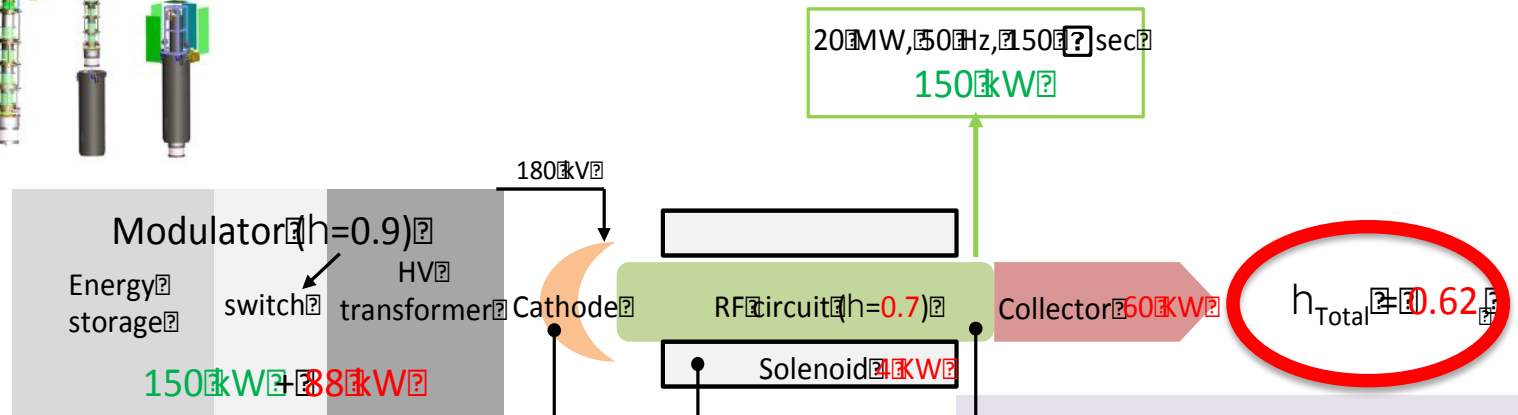 20 MW, 50 Hz, 150 ? sec
150 kW
180 kV
Modulator (h=0.9)
Energy
storage
switch
HV
transformer
Cathode
RF circuit (h=0.7)
Collector 60 KW
hTotal = 0.62
Solenoid 4 KW
150 kW + 88 kW